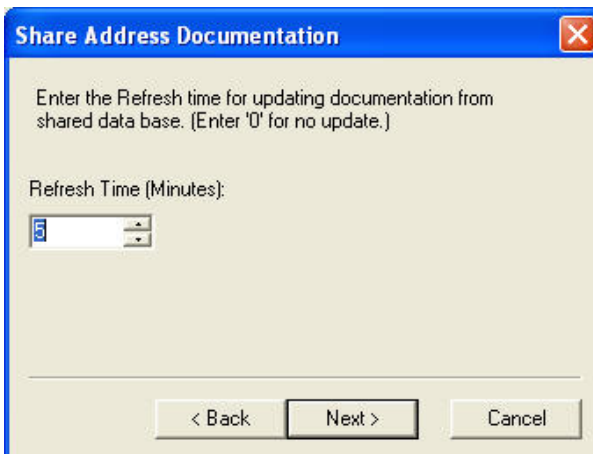 Share Address Documentation
Enter the Refresh time for updating documentation from
shared data base. (Enter '0' for no update.)
Refresh Time (Minutes):
5
< Back
Next >
Cancel